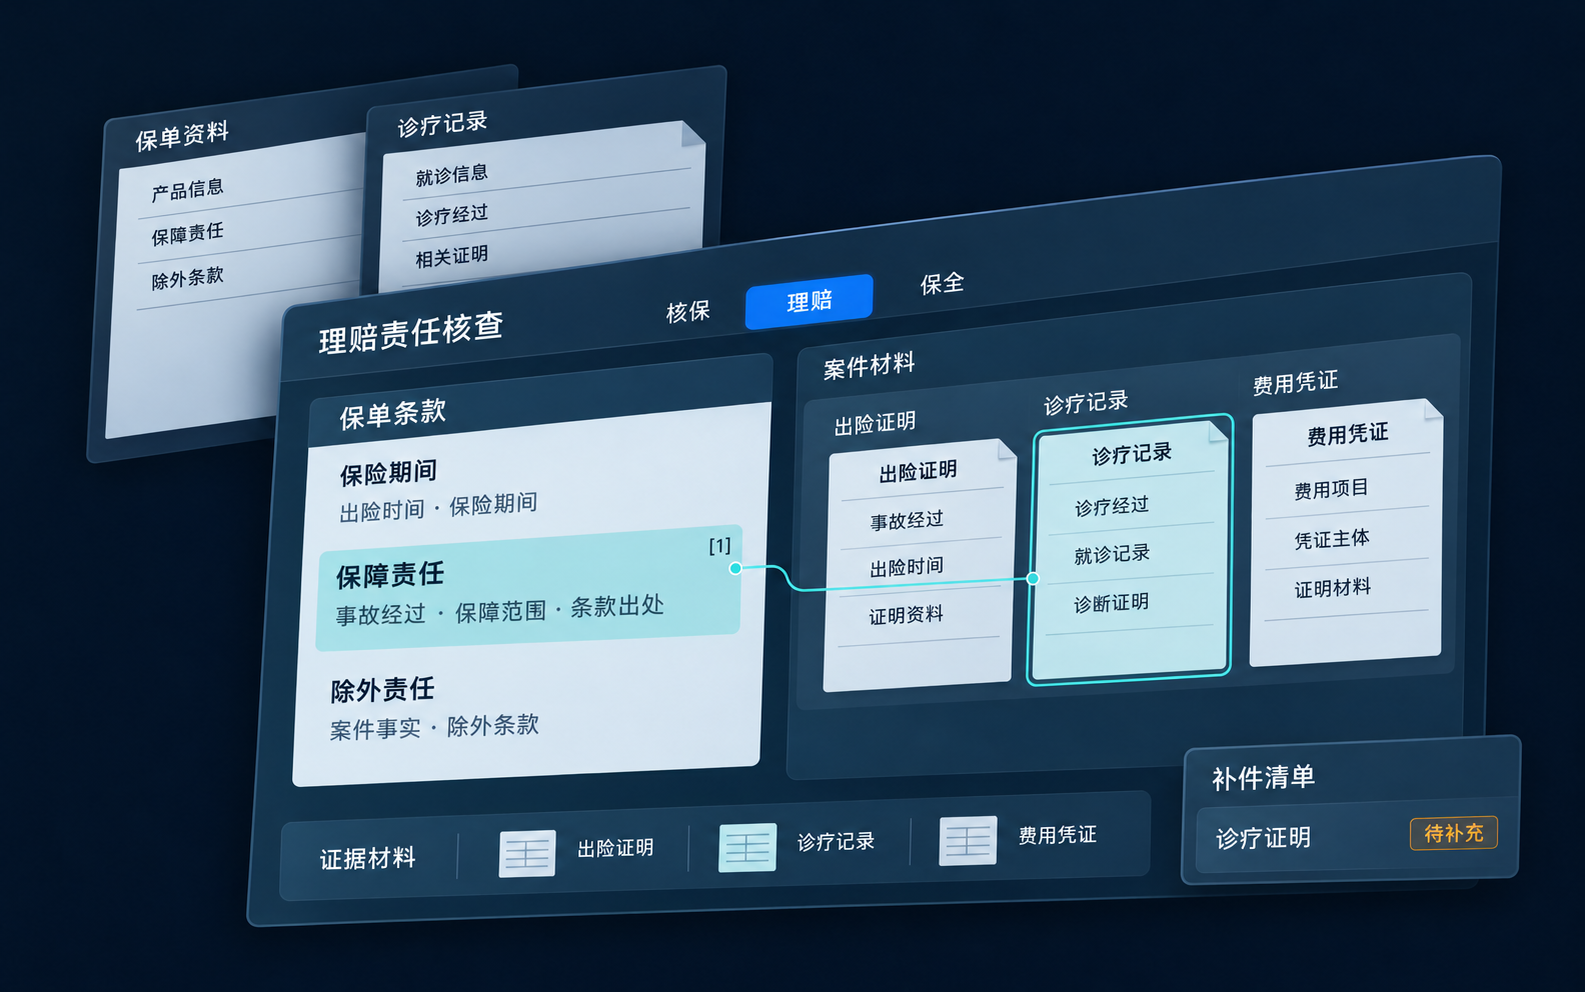 保单资料
产品信息
保障责任
除外条款
诊疗记录
就诊信息
诊疗经过
相关证明
理赔责任核查
核保
理赔
保全
保单条款
保险期间
出险时间 · 保险期间
[1]
保障责任
事故经过 · 保障范围 · 条款出处
除外责任
案件事实 · 除外条款
案件材料
出险证明
出险证明
事故经过
出险时间
证明资料
诊疗记录
诊疗记录
诊疗经过
就诊记录
诊断证明
费用凭证
费用凭证
费用项目
凭证主体
证明材料
证据材料
出险证明
诊疗记录
费用凭证
补件清单
诊疗证明
待补充